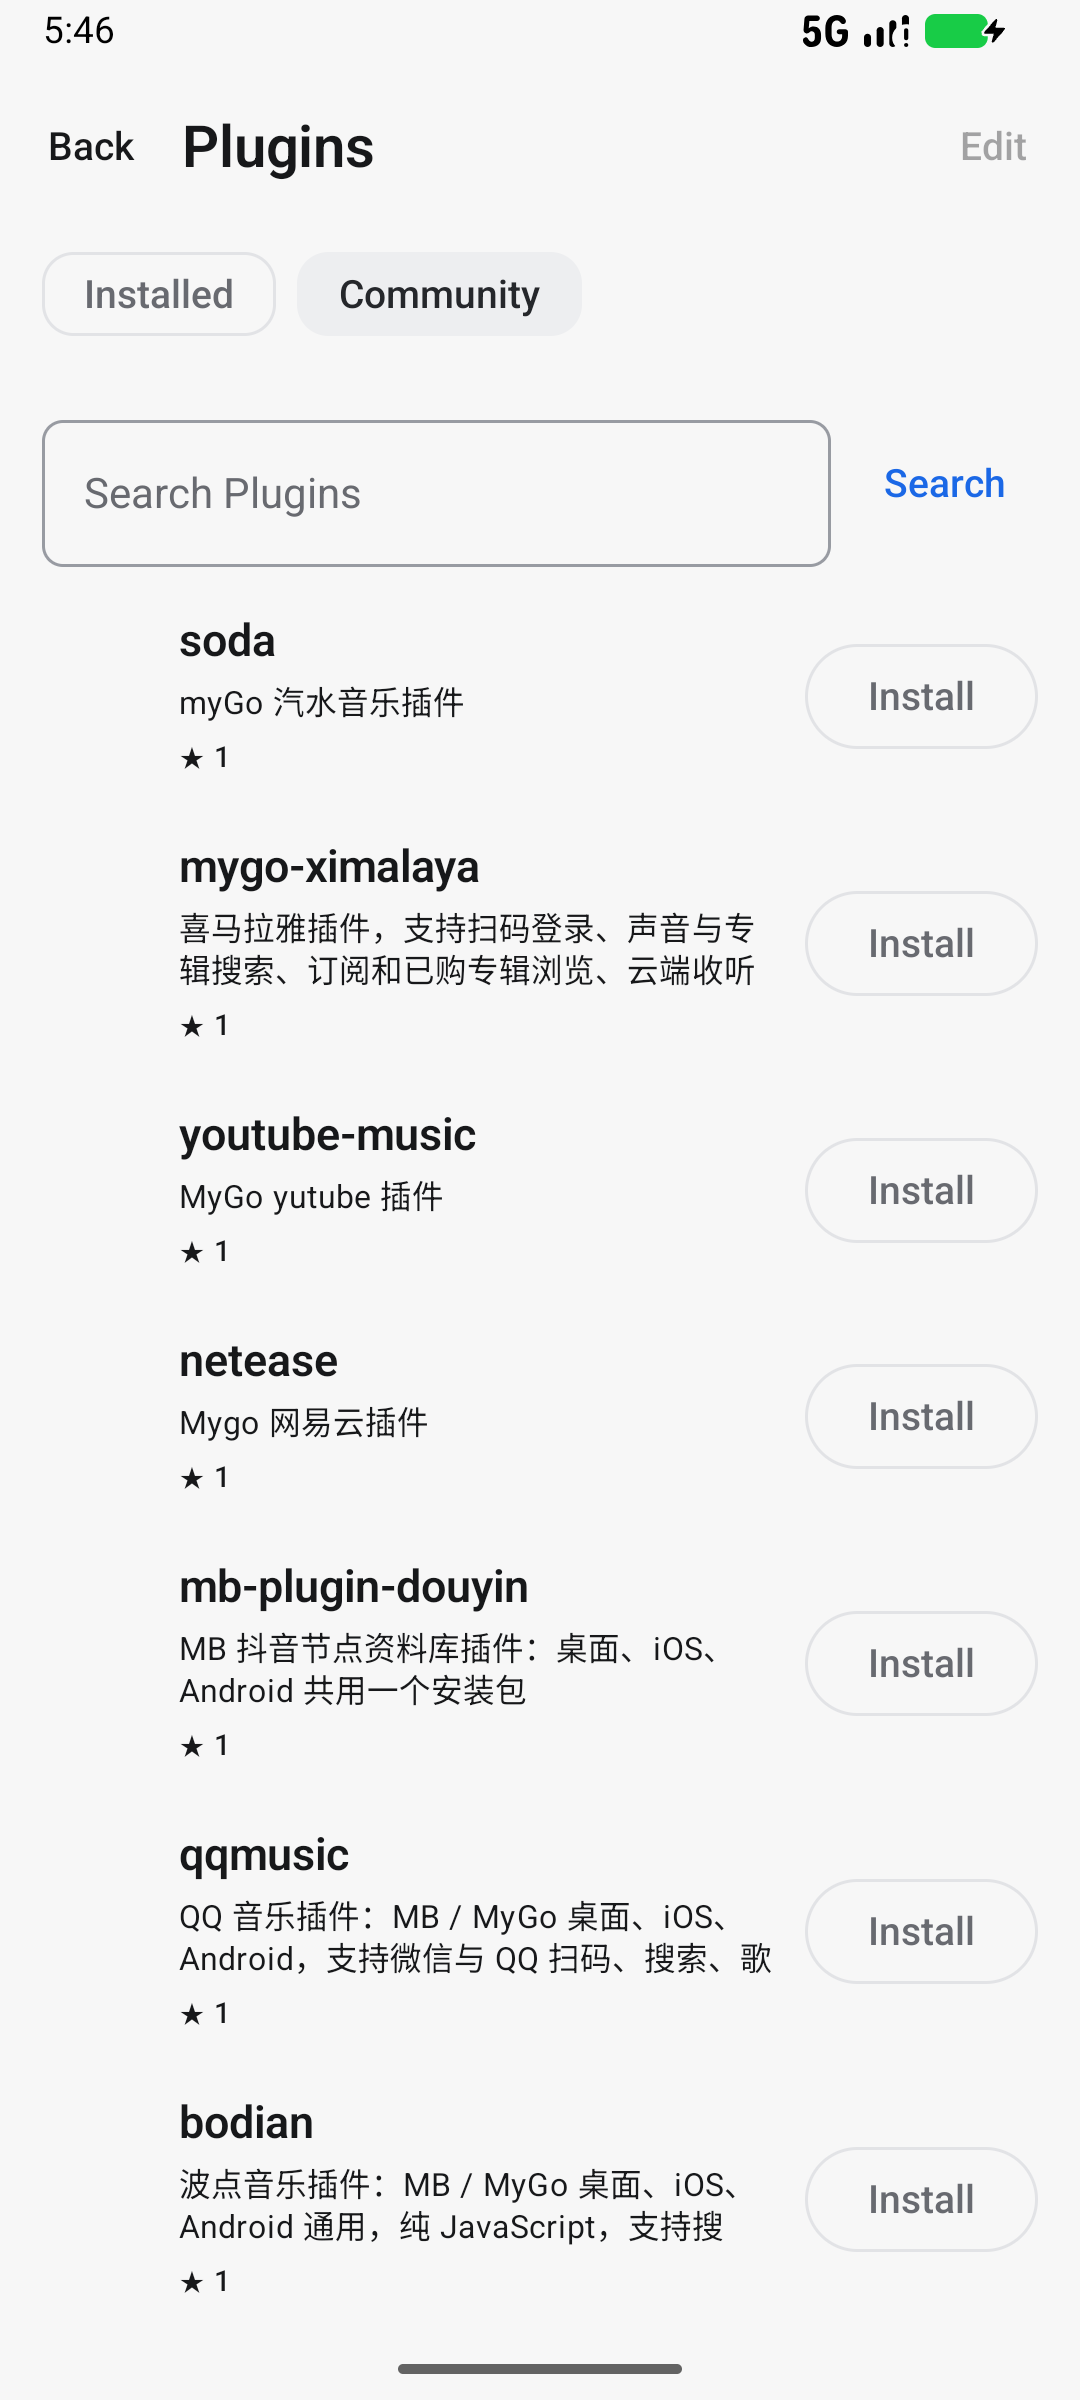 5:46
5G
Back
Plugins
Edit
Installed
Community
Search Plugins
Search
soda
myGo 汽水音乐插件
★ 1
Install
mygo-ximalaya
喜马拉雅插件，支持扫码登录、声音与专
辑搜索、订阅和已购专辑浏览、云端收听
★ 1
Install
youtube-music
MyGo yutube 插件
★ 1
Install
netease
Mygo 网易云插件
★ 1
Install
mb-plugin-douyin
MB 抖音节点资料库插件：桌面、iOS、
Android 共用一个安装包
★ 1
Install
qqmusic
QQ 音乐插件：MB / MyGo 桌面、iOS、
Android，支持微信与 QQ 扫码、搜索、歌
★ 1
Install
bodian
波点音乐插件：MB / MyGo 桌面、iOS、
Android 通用，纯 JavaScript，支持搜
★ 1
Install